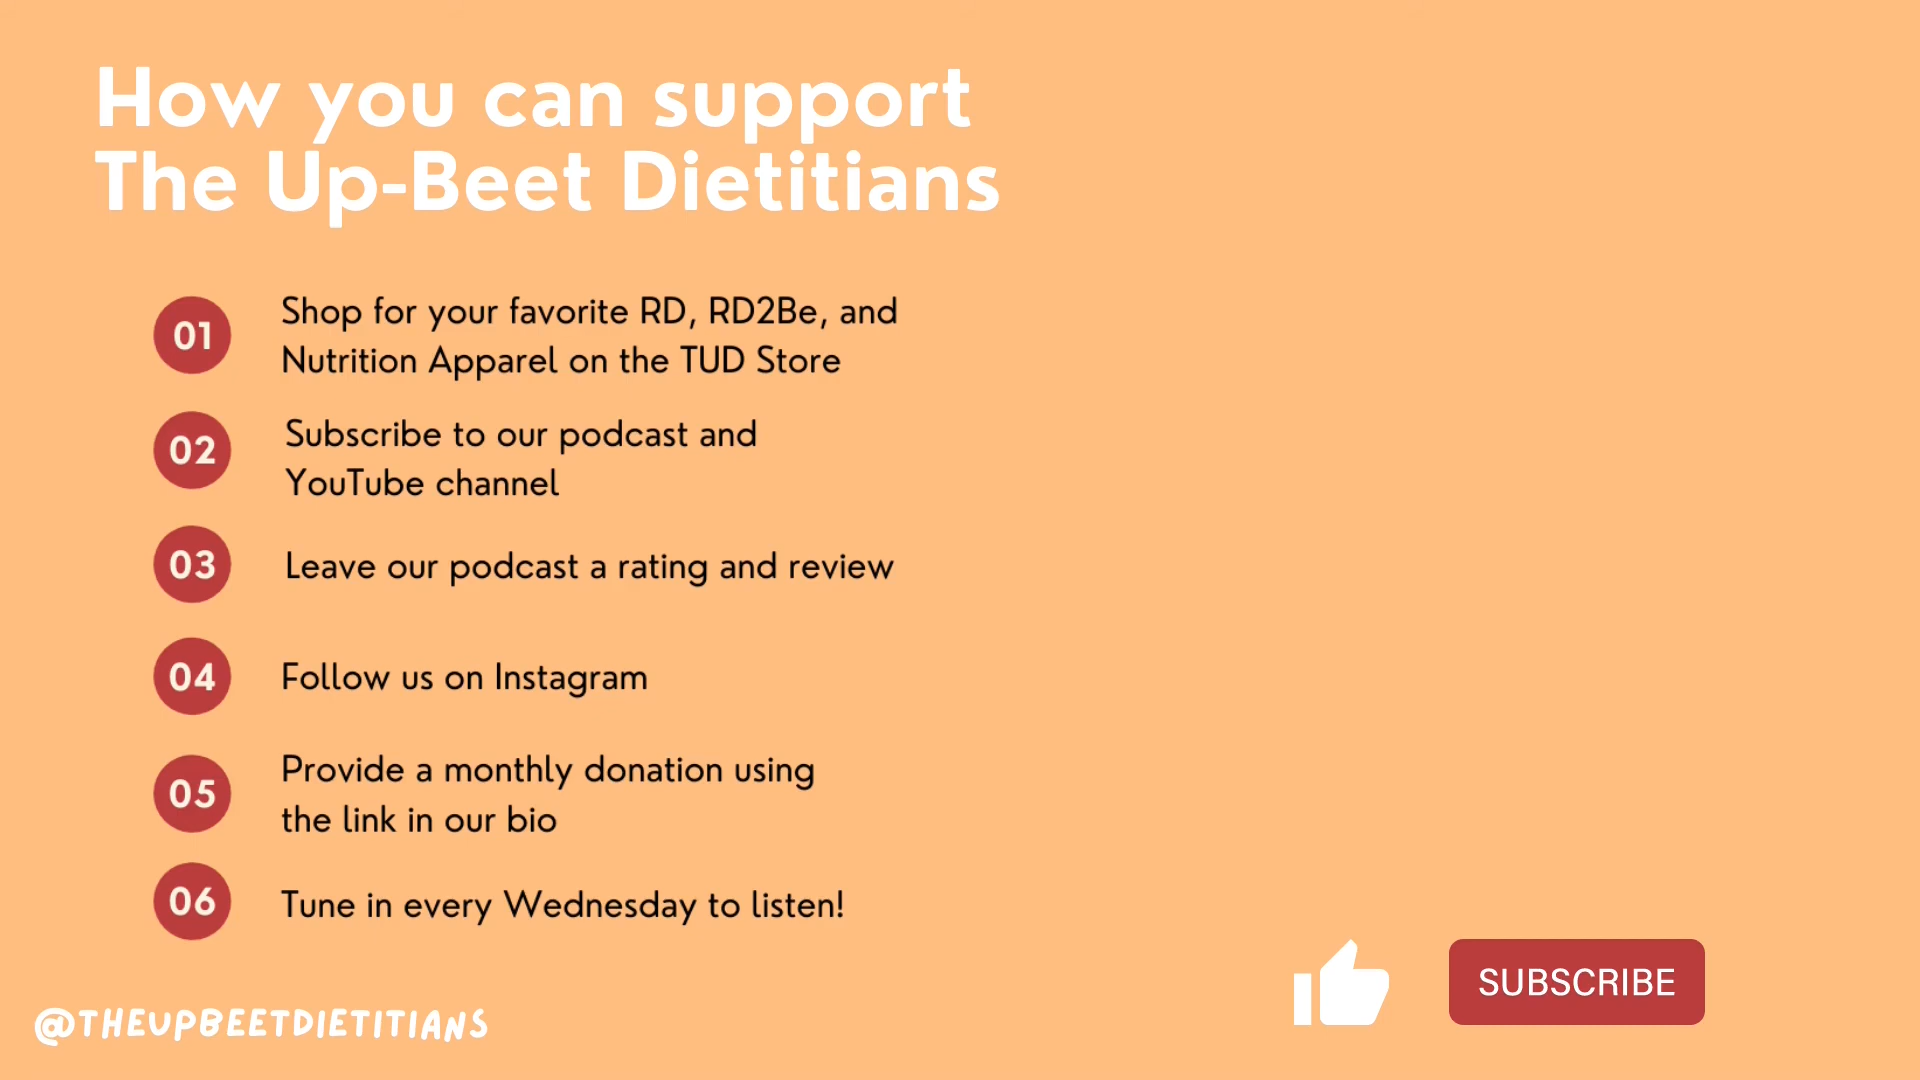 How you can support
The Up-Beet Dietitians
01
Shop for your favorite RD, RD2Be, and
Nutrition Apparel on the TUD Store
02
Subscribe to our podcast and
YouTube channel
03
Leave our podcast a rating and review
04
Follow us on Instagram
05
Provide a monthly donation using
the link in our bio
06
Tune in every Wednesday to listen!
@THEUPBEETDIETITIANS
SUBSCRIBE